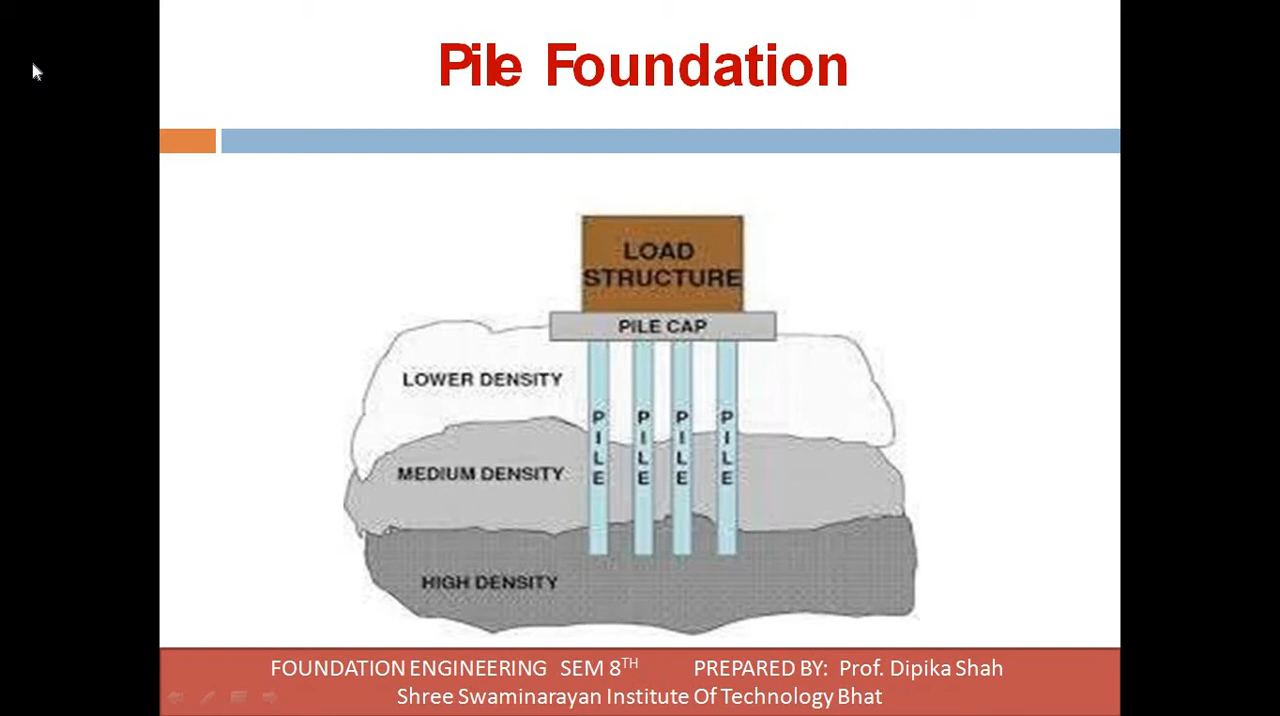 Pile Foundation
LOAD
STRUCTURE
PILE CAP
LOWER DENSITY
PILE PILE PILE PILE
MEDIUM DENSITY
HIGH DENSITY
FOUNDATION ENGINEERING SEM 8TH PREPARED BY: Prof. Dipika Shah
Shree Swaminarayan Institute Of Technology Bhat